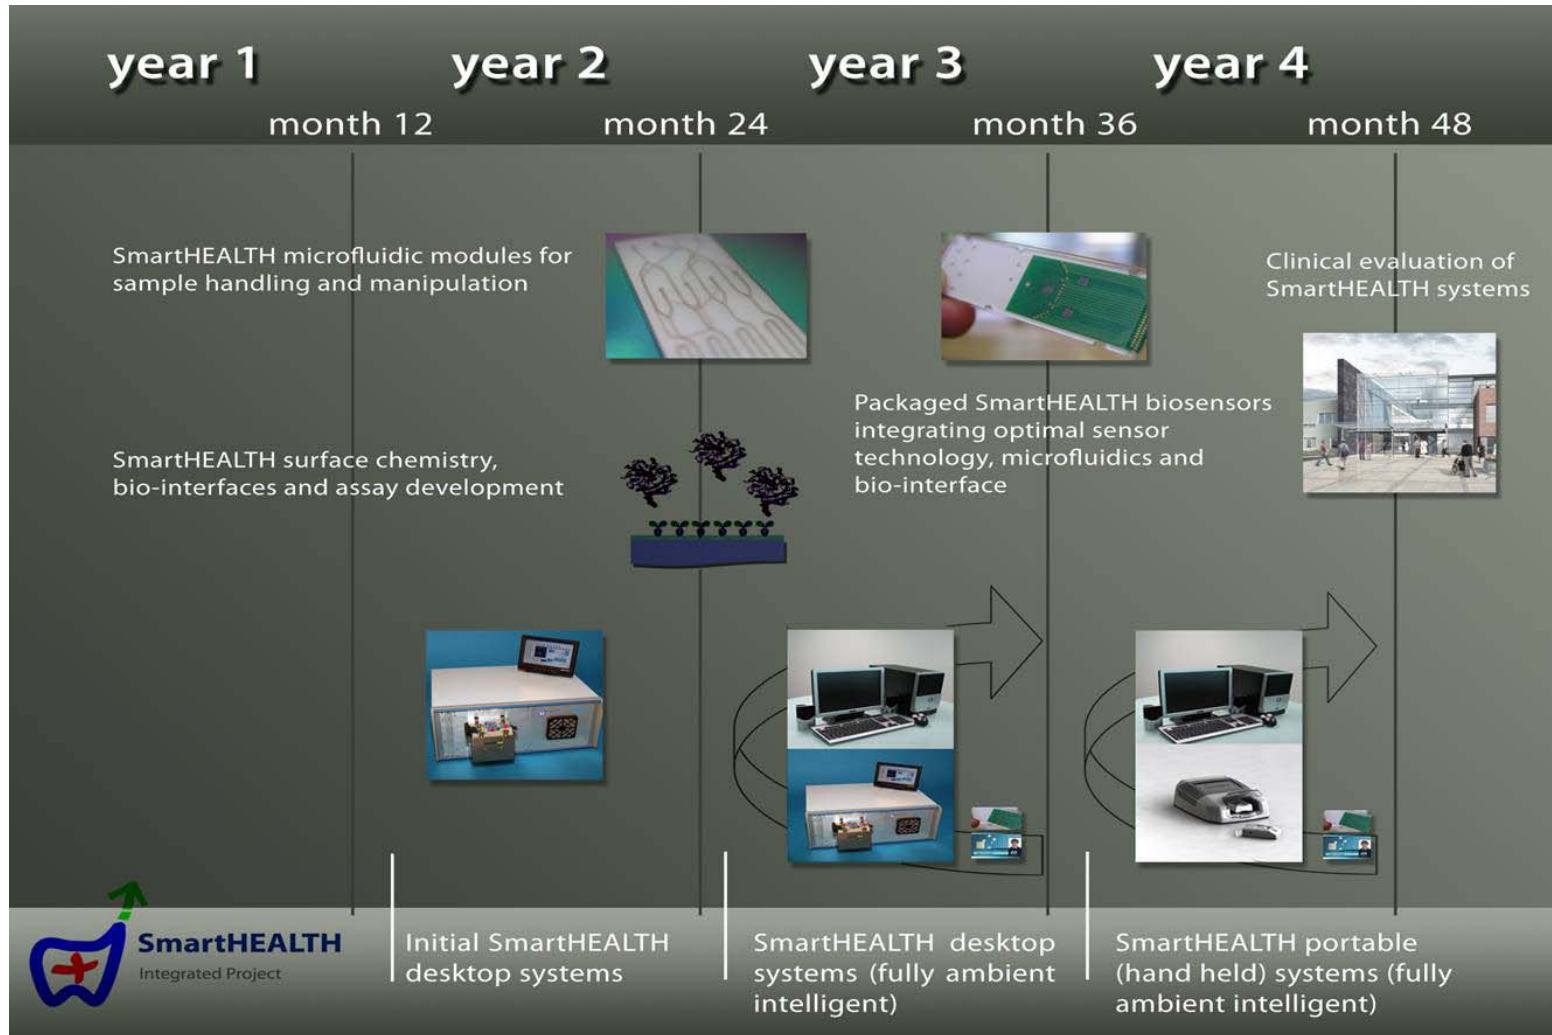 year 1
year 2
year 3
year 4
month 12
month 24
month 36
month 48
SmartHEALTH microfluidic modules for
sample handling and manipulation
Clinical evaluation of
SmartHEALTH systems
Packaged SmartHEALTH biosensors
integrating optimal sensor
technology, microfluidics and
bio-interface
SmartHEALTH surface chemistry,
bio-interfaces and assay development
SmartHEALTH
Integrated Project
Initial SmartHEALTH
desktop systems
SmartHEALTH desktop
systems (fully ambient
intelligent)
SmartHEALTH portable
(hand held) systems (fully
ambient intelligent)